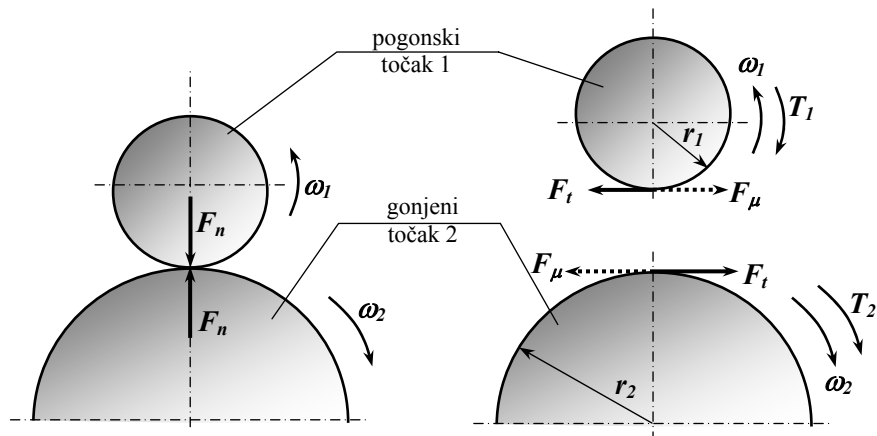 pogonski
točak 1
ω1
T1
r1
Ft
Fμ
ω1
Fn
gonjeni
točak 2
Fn
ω2
Fμ
Ft
T2
ω2
r2